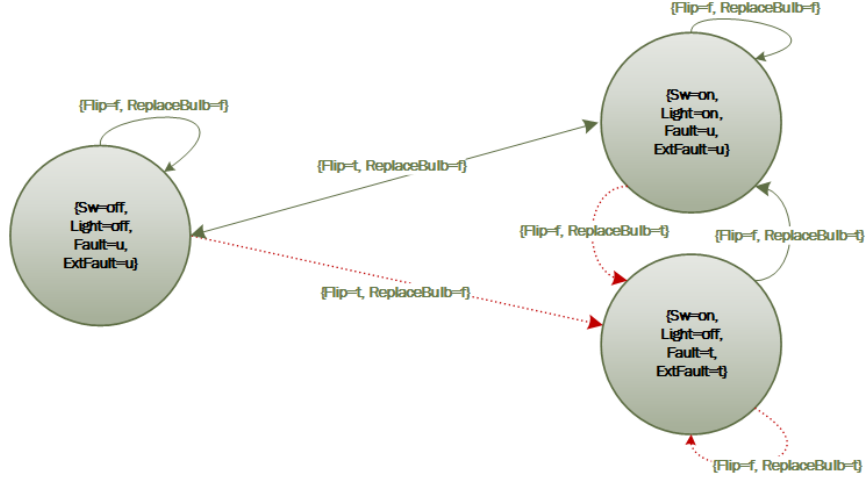 {Flip=f, ReplaceBulb=f}
{Flip=f, ReplaceBulb=f}
{Sw=on,
Light=on,
Fault=u,
ExtFault=u}
{Flip=t, ReplaceBulb=f}
{Sw=off,
Light=off,
Fault=u,
ExtFault=u}
{Flip=f, ReplaceBulb=t}
{Flip=f, ReplaceBulb=t}
{Flip=t, ReplaceBulb=f}
{Sw=on,
Light=off,
Fault=t,
ExtFault=t}
{Flip=f, ReplaceBulb=t}